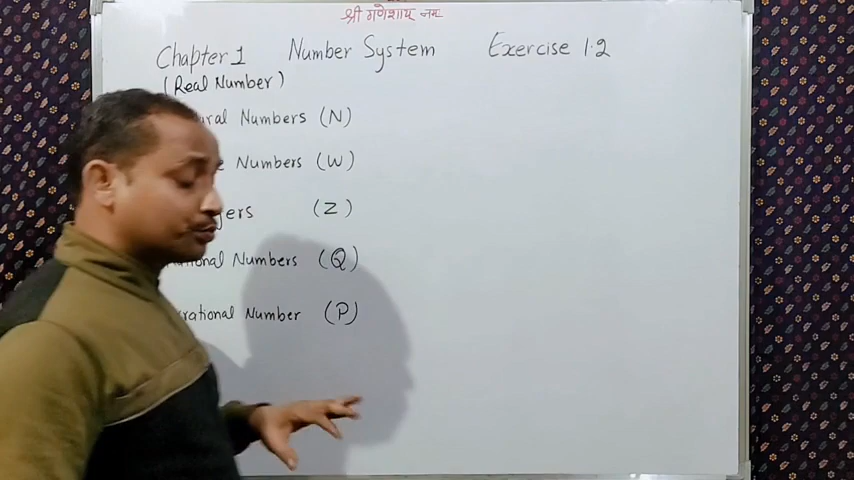 श्री गणेशाय नमः
Chapter 1 Number System Exercise 1.2
(Real Number)
Numbers (N)
Numbers (W)
(Z)
Numbers (Q)
Number (P)